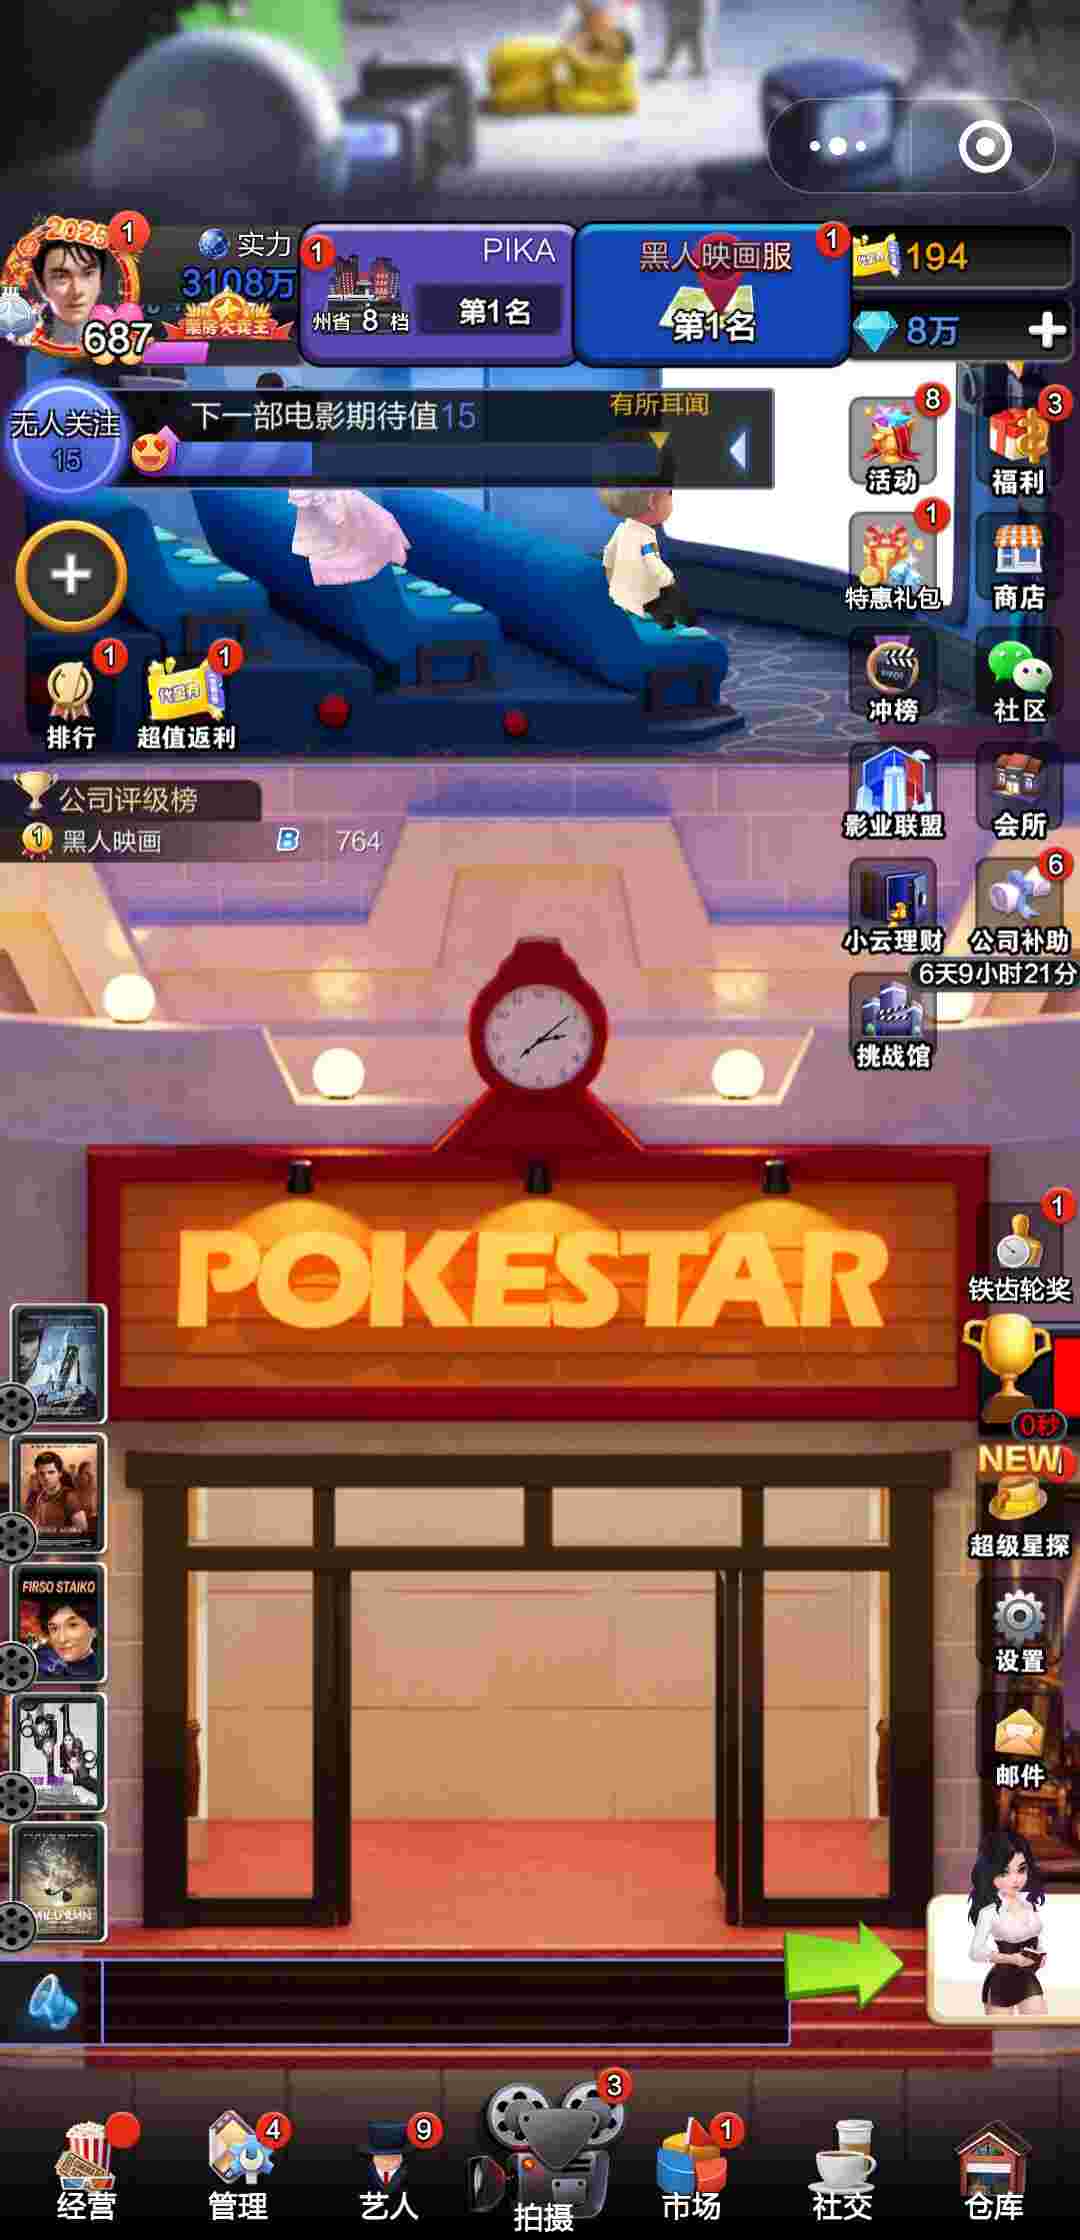 2025
1
实力
3108万
票房大赏王
687
1
PIKA
州省 8 档
第1名
黑人映画服
1
第1名
194
8万
无人关注
15
下一部电影期待值15
有所耳闻
8
活动
3
福利
1
特惠礼包
商店
冲榜
社区
1
排行
1
超值返利
公司评级榜
1
黑人映画
B
764
影业联盟
会所
小云理财
6
公司补助
6天9小时21分
挑战馆
POKESTAR
1
铁齿轮奖
0秒
NEW
超级星探
FIRSO STAIKO
设置
邮件
经营
4
管理
9
艺人
3
拍摄
1
市场
社交
仓库